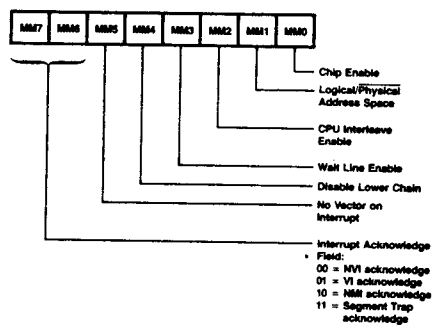 MM7 MM6 MM5 MM4 MM3 MM2 MM1 MM0
Chip Enable
Logical/Physical
Address Space
CPU Interleave
Enable
Wait Line Enable
Disable Lower Chain
No Vector on
Interrupt
Interrupt Acknowledge
Field:
00 = NVI acknowledge
01 = VI acknowledge
10 = NMI acknowledge
11 = Segment Trap
acknowledge